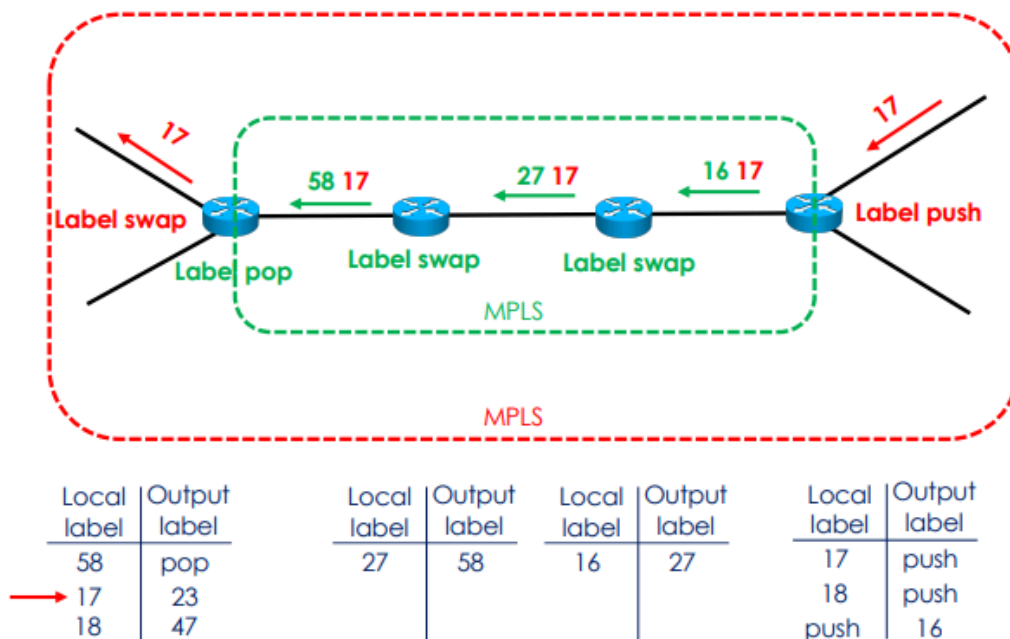 17
17
58 17
27 17
16 17
Label swap
Label push
Label pop
Label swap
Label swap
MPLS
MPLS
Local label | Output label
58 | pop
17 | 23
18 | 47
Local label | Output label
27 | 58
Local label | Output label
16 | 27
Local label | Output label
17 | push
18 | push
push | 16